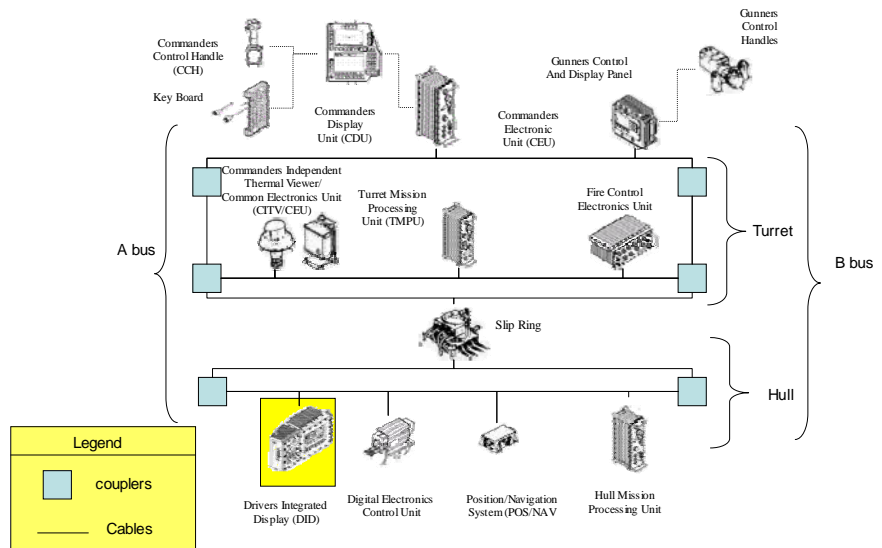 Commanders
Control Handle
(CCH)
Key Board
Commanders
Display
Unit (CDU)
Gunners Control
And Display Panel
Commanders
Electronic
Unit (CEU)
Gunners
Control
Handles
Commanders Independent
Thermal Viewer/
Common Electronics Unit
(CITV/CEU)
Turret Mission
Processing
Unit (TMPU)
Fire Control
Electronics Unit
Turret
A bus
B bus
Slip Ring
Hull
Legend
couplers
Cables
Drivers Integrated
Display (DID)
Digital Electronics
Control Unit
Position/Navigation
System (POS/NAV
Hull Mission
Processing Unit